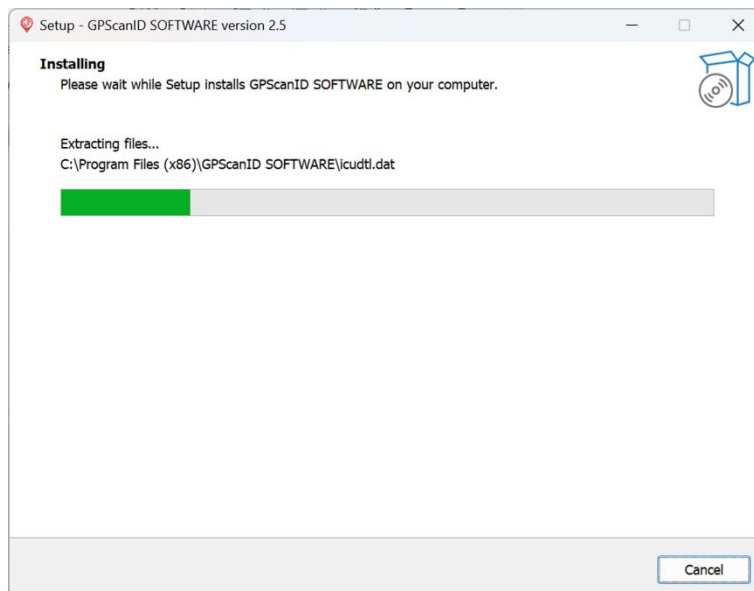 Setup - GPScanID SOFTWARE version 2.5
Installing
Please wait while Setup installs GPScanID SOFTWARE on your computer.
Extracting files...
C:\Program Files (x86)\GPScanID SOFTWARE\icudtl.dat
Cancel